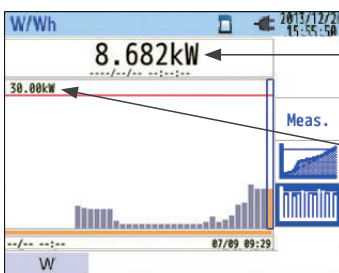 W/Wh
2013/12/2
15:55:50
8.682kW
----/--/-- --:--:--
30.00kW
Meas.
--/-- --:--
07/09 09:29
W